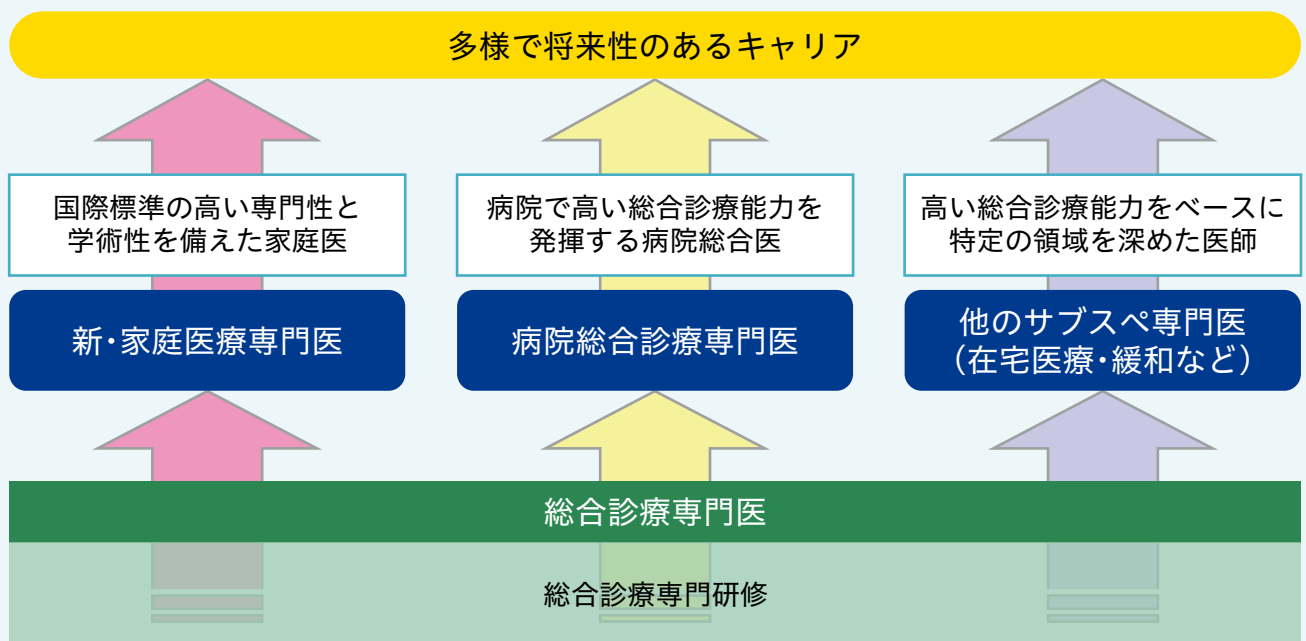 多様で将来性のあるキャリア
国際標準の高い専門性と
学術性を備えた家庭医
病院で高い総合診療能力を
発揮する病院総合医
高い総合診療能力をベースに
特定の領域を深めた医師
新・家庭医療専門医
病院総合診療専門医
他のサブスペ専門医
（在宅医療・緩和など）
総合診療専門医
総合診療専門研修